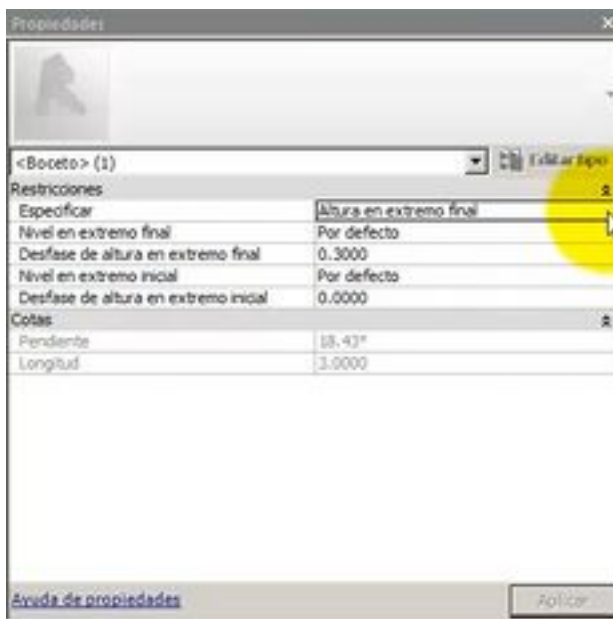 Propiedades
<Boceto> (1)
Editar tipo
Restricciones
Especificar Altura en extremo final
Nivel en extremo final Por defecto
Desfase de altura en extremo final 0.3000
Nivel en extremo inicial Por defecto
Desfase de altura en extremo inicial 0.0000
Cotas
Pendiente 18.43°
Longitud 3.0000
Ayuda de propiedades Aplicar